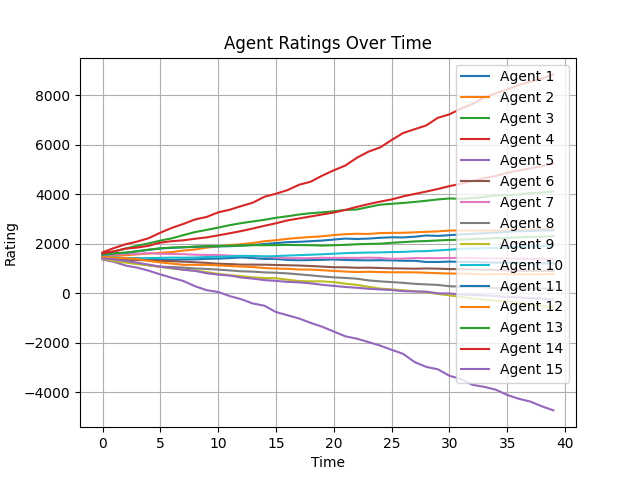 Agent Ratings Over Time
Rating
8000
6000
4000
2000
0
−2000
−4000
Agent 1
Agent 2
Agent 3
Agent 4
Agent 5
Agent 6
Agent 7
Agent 8
Agent 9
Agent 10
Agent 11
Agent 12
Agent 13
Agent 14
Agent 15
0 5 10 15 20 25 30 35 40
Time